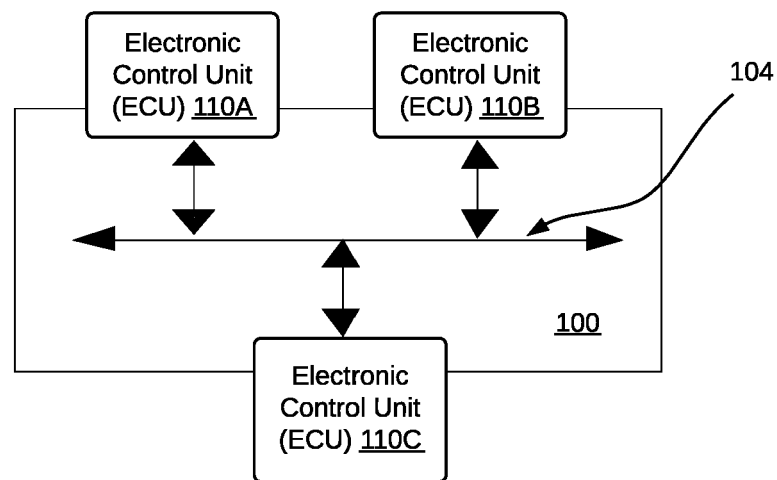 Electronic
Control Unit
(ECU) 110A
Electronic
Control Unit
(ECU) 110B
104
100
Electronic
Control Unit
(ECU) 110C